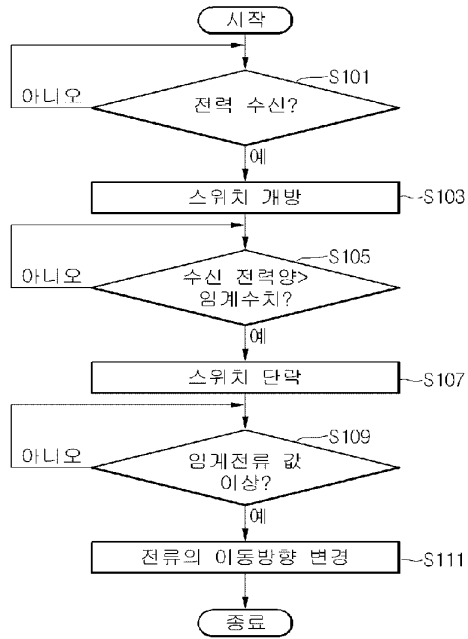 시작
S101
아니오
전력 수신?
예
스위치 개방
S103
S105
아니오
수신 전력양>
임계수치?
예
스위치 단락
S107
S109
아니오
임계전류 값
이상?
예
전류의 이동방향 변경
S111
종료